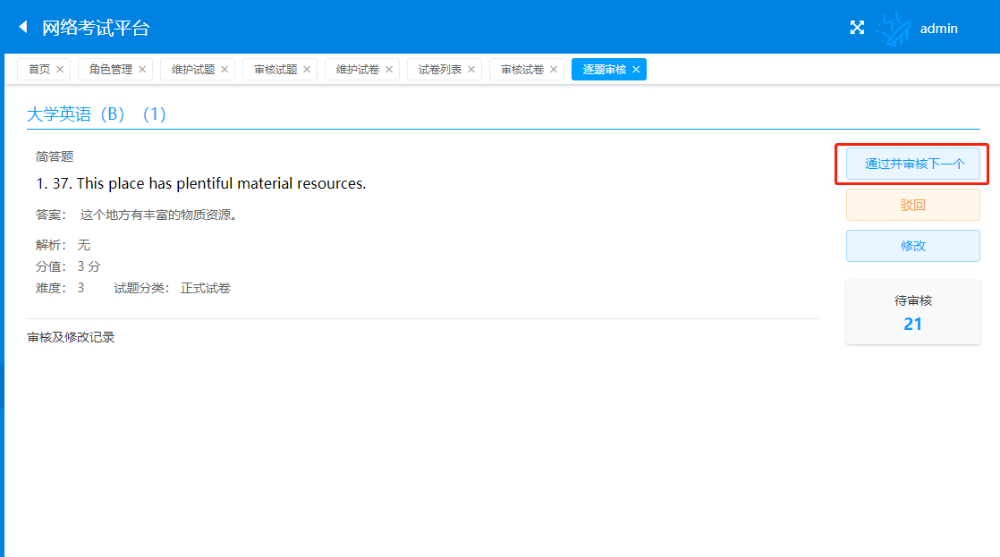 网络考试平台
admin
首页 角色管理 维护试题 审核试题 维护试卷 试卷列表 审核试卷 逐题审核
大学英语（B）（1）
简答题
1. 37. This place has plentiful material resources.
答案： 这个地方有丰富的物质资源。
解析： 无
分值： 3 分
难度： 3 试题分类： 正式试卷
审核及修改记录
通过并审核下一个
驳回
修改
待审核
21